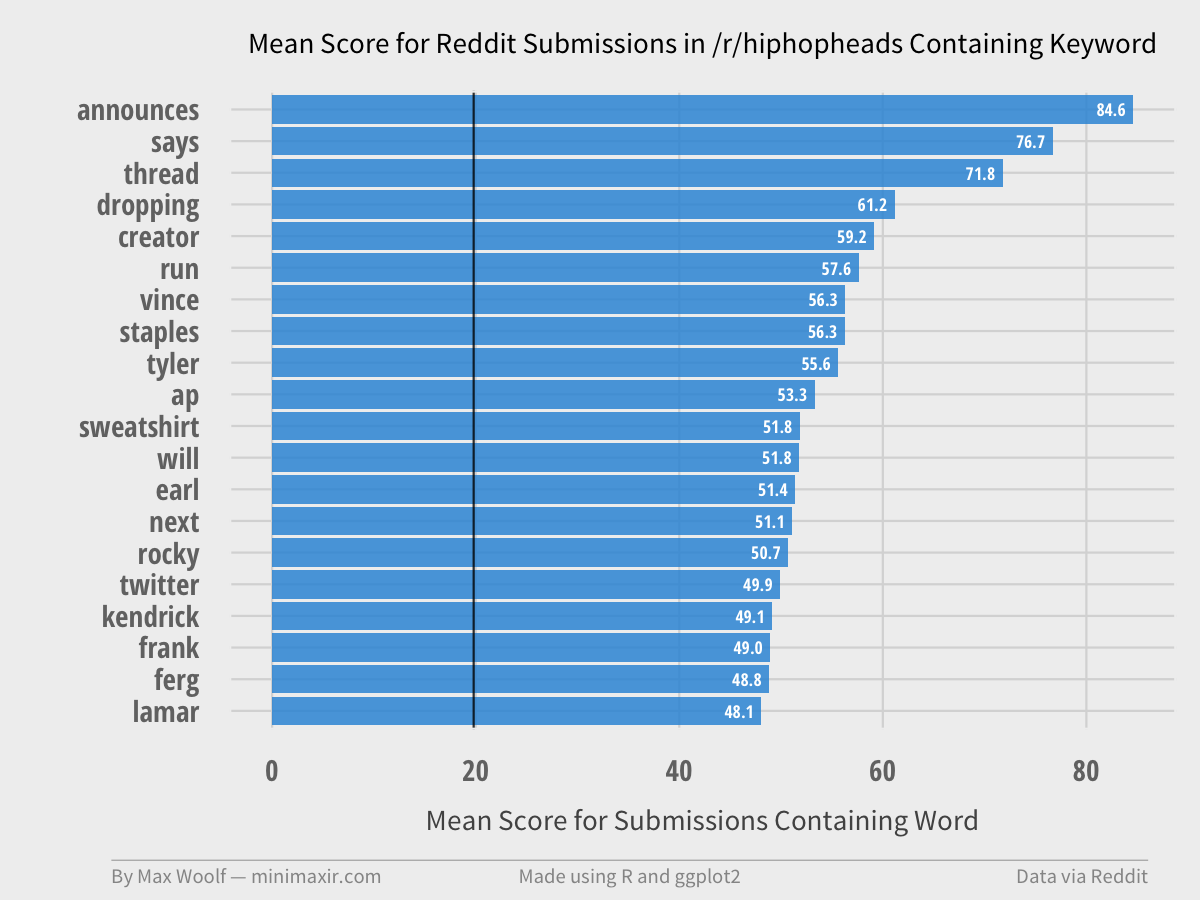 Mean Score for Reddit Submissions in /r/hiphopheads Containing Keyword
announces 84.6
says 76.7
thread 71.8
dropping 61.2
creator 59.2
run 57.6
vince 56.3
staples 56.3
tyler 55.6
ap 53.3
sweatshirt 51.8
will 51.8
earl 51.4
next 51.1
rocky 50.7
twitter 49.9
kendrick 49.1
frank 49.0
ferg 48.8
lamar 48.1
0 20 40 60 80
Mean Score for Submissions Containing Word
By Max Woolf — minimaxir.com Made using R and ggplot2 Data via Reddit